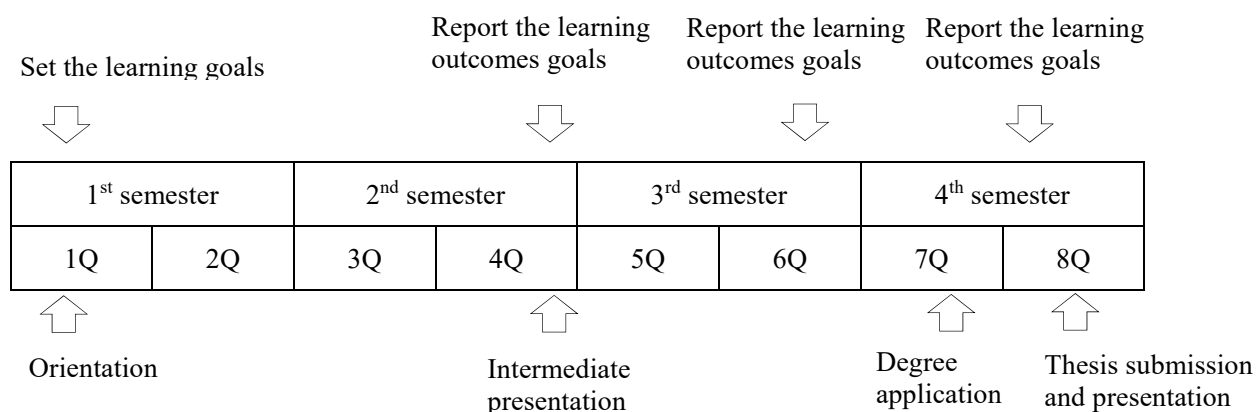 Set the learning goals
Report the learning
outcomes goals
Report the learning
outcomes goals
Report the learning
outcomes goals
1st semester
2nd semester
3rd semester
4th semester
1Q
2Q
3Q
4Q
5Q
6Q
7Q
8Q
Orientation
Intermediate
presentation
Degree
application
Thesis submission
and presentation